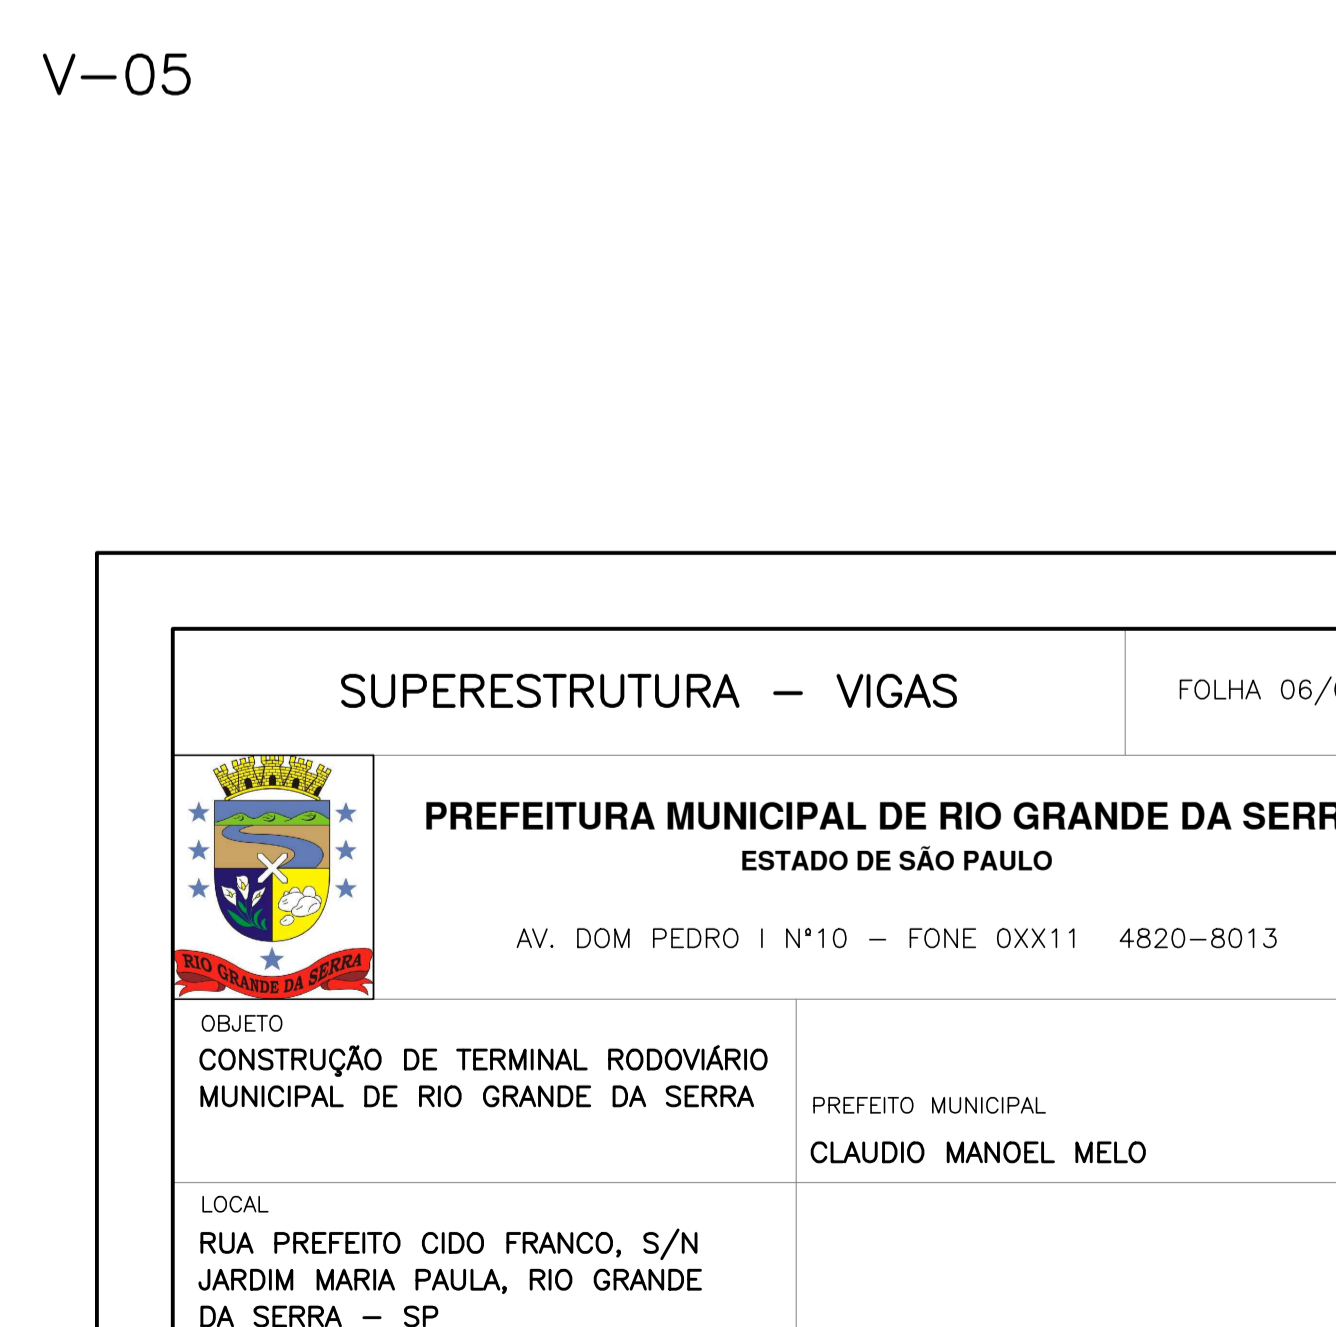 V-05
SUPERESTRUTURA - VIGAS
FOLHA 06/
PREFEITURA MUNICIPAL DE RIO GRANDE DA SERR
ESTADO DE SÃO PAULO
AV. DOM PEDRO I Nº10 - FONE 0XX11 4820-8013
RIO GRANDE DA SERRA
OBJETO
CONSTRUÇÃO DE TERMINAL RODOVIÁRIO
MUNICIPAL DE RIO GRANDE DA SERRA
PREFEITO MUNICIPAL
CLAUDIO MANOEL MELO
LOCAL
RUA PREFEITO CIDO FRANCO, S/N
JARDIM MARIA PAULA, RIO GRANDE
DA SERRA - SP